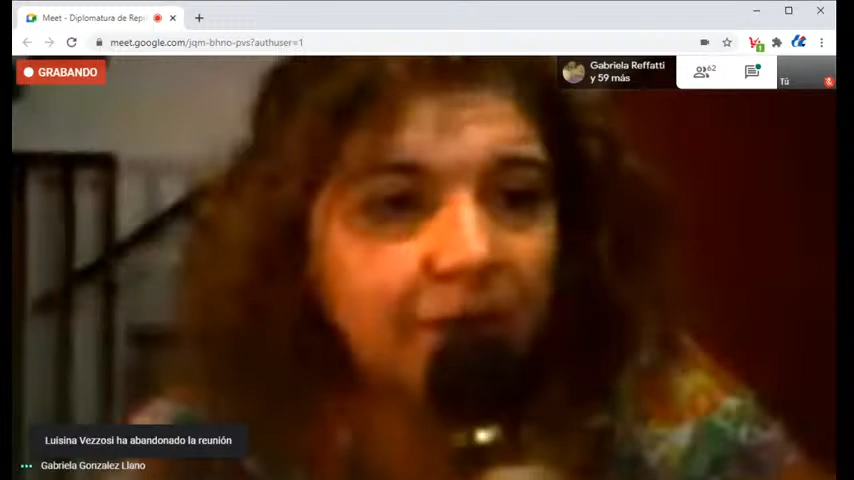 Meet - Diplomatura de Rep
meet.google.com/jqm-bhno-pvs?authuser=1
GRABANDO
Gabriela Reffatti
y 59 más
62
Tú
Luisina Vezzosi ha abandonado la reunión
Gabriela Gonzalez Llano